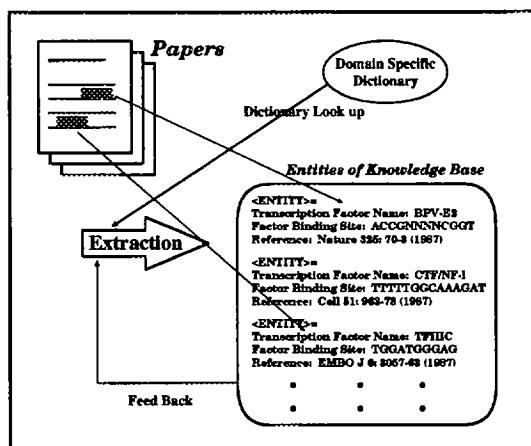 Papers
Domain Specific
Dictionary
Dictionary Look up
Entities of Knowledge Base
<ENTITY>=
Transcription Factor Name: BPV-E2
Factor Binding Site: ACCGNNNNCGGT
Reference: Nature 325: 70-3 (1987)
<ENTITY>=
Transcription Factor Name: CTF/NF-1
Factor Binding Site: TTTTTGGCAAAGAT
Reference: Cell 51: 963-73 (1987)
<ENTITY>=
Transcription Factor Name: TFIIIC
Factor Binding Site: TGGATGGGAG
Reference: EMBO J 6: 3057-63 (1987)
Extraction
Feed Back